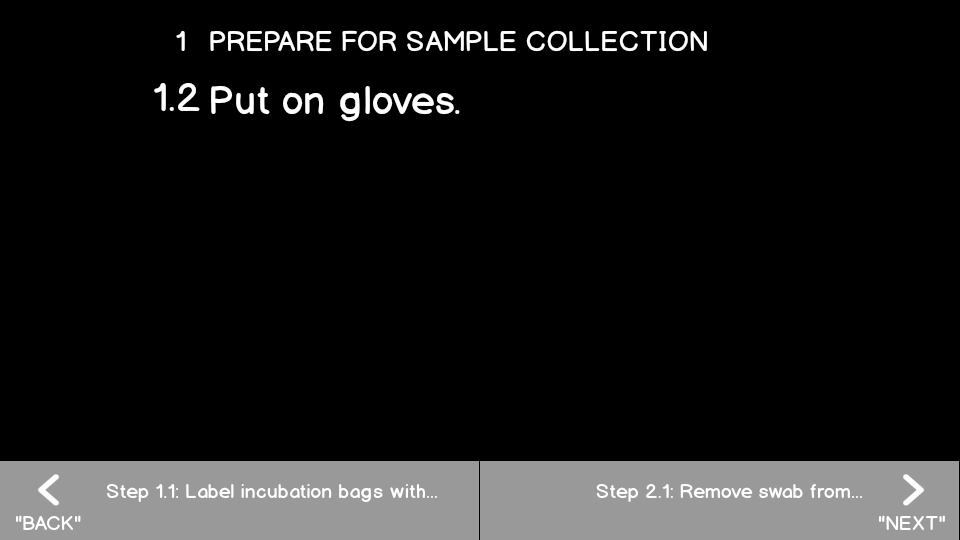 1 PREPARE FOR SAMPLE COLLECTION
1.2 Put on gloves.
Step 1.1: Label incubation bags with...
"BACK"
Step 2.1: Remove swab from...
"NEXT"